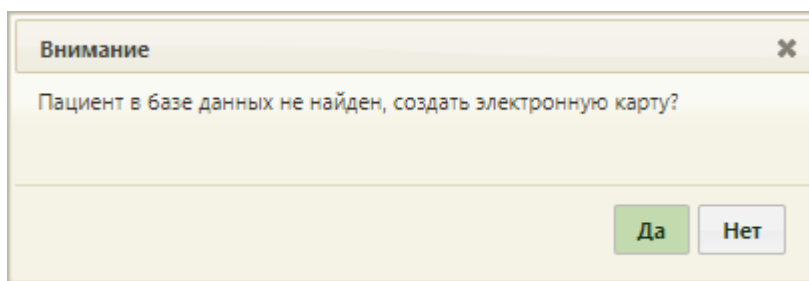 Внимание
Пациент в базе данных не найден, создать электронную карту?
Да Нет